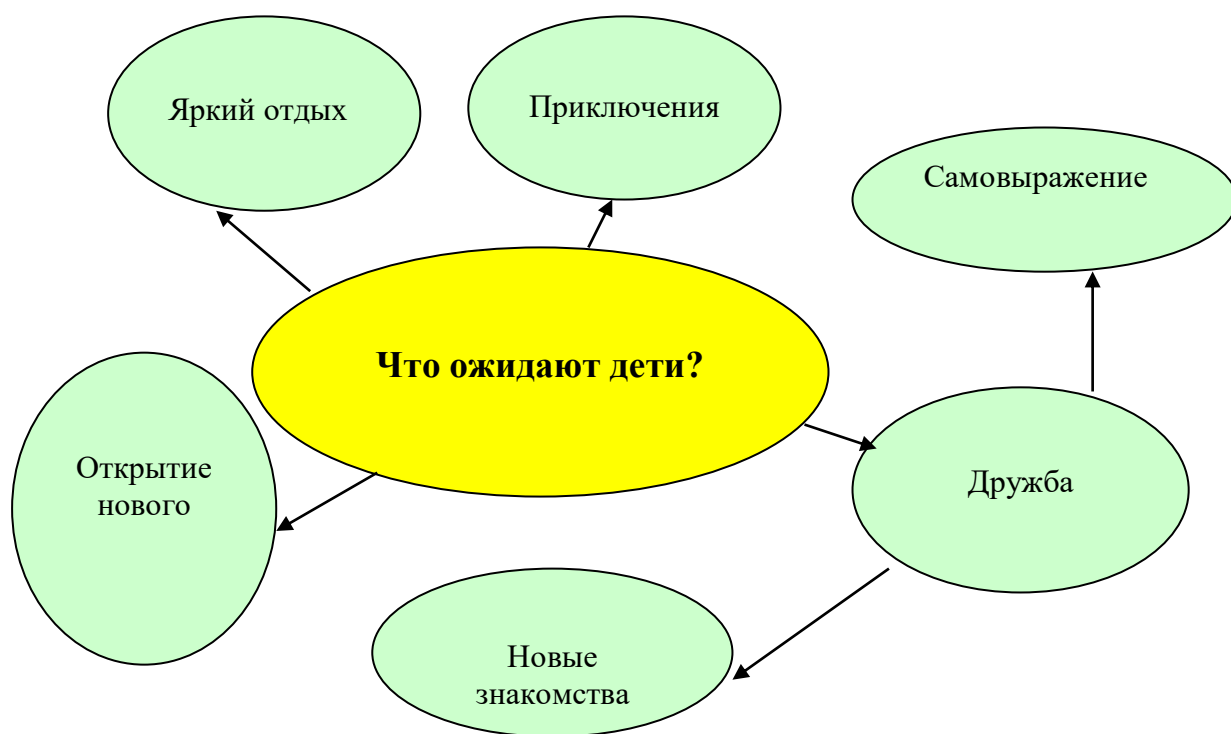 Яркий отдых
Приключения
Самовыражение
Что ожидают дети?
Открытие
нового
Дружба
Новые
знакомства